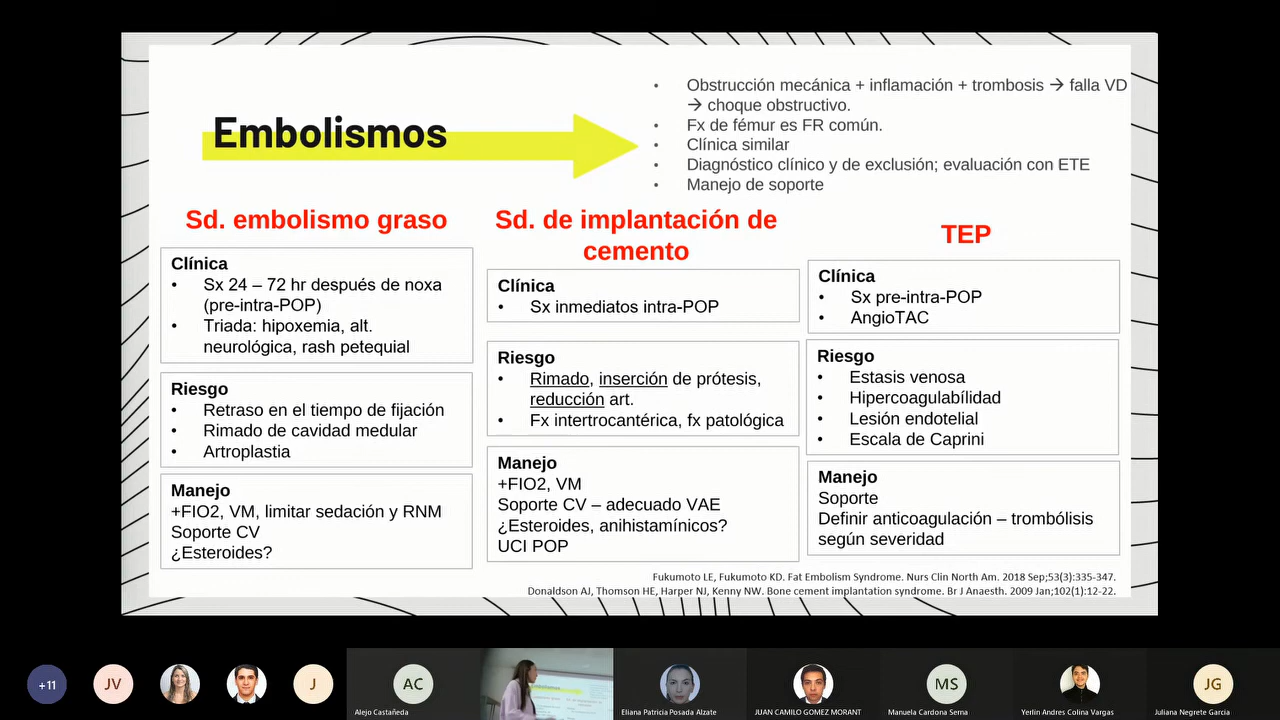 Embolismos
• Obstrucción mecánica + inflamación + trombosis → falla VD
→ choque obstructivo.
• Fx de fémur es FR común.
• Clínica similar
• Diagnóstico clínico y de exclusión; evaluación con ETE
• Manejo de soporte
Sd. embolismo graso
Clínica
• Sx 24 – 72 hr después de noxa
(pre-intra-POP)
• Triada: hipoxemia, alt.
neurológica, rash petequial
Riesgo
• Retraso en el tiempo de fijación
• Rimado de cavidad medular
• Artroplastia
Manejo
+FIO2, VM, limitar sedación y RNM
Soporte CV
¿Esteroides?
Sd. de implantación de
cemento
Clínica
• Sx inmediatos intra-POP
Riesgo
• Rimado, inserción de prótesis,
reducción art.
• Fx intertrocantérica, fx patológica
Manejo
+FIO2, VM
Soporte CV – adecuado VAE
¿Esteroides, anihistamínicos?
UCI POP
TEP
Clínica
• Sx pre-intra-POP
• AngioTAC
Riesgo
• Estasis venosa
• Hipercoagulabílidad
• Lesión endotelial
• Escala de Caprini
Manejo
Soporte
Definir anticoagulación – trombólisis
según severidad
Fukumoto LE, Fukumoto KD. Fat Embolism Syndrome. Nurs Clin North Am. 2018 Sep;53(3):335-347.
Donaldson AJ, Thomson HE, Harper NJ, Kenny NW. Bone cement implantation syndrome. Br J Anaesth. 2009 Jan;102(1):12-22.
+11
JV
J
AC
Alejo Castañeda
Embolismos
Eliana Patricia Posada Alzate
JUAN CAMILO GOMEZ MORANT
MS
Manuela Cardona Serna
Yerlin Andres Colina Vargas
JG
Juliana Negrete García